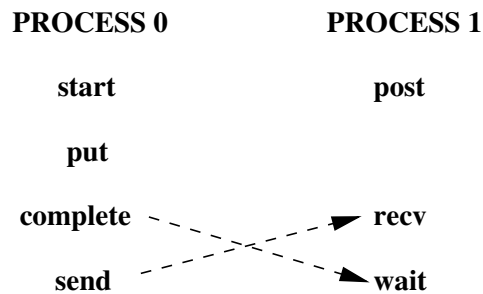 PROCESS 0 PROCESS 1
start post
put
complete recv
send wait